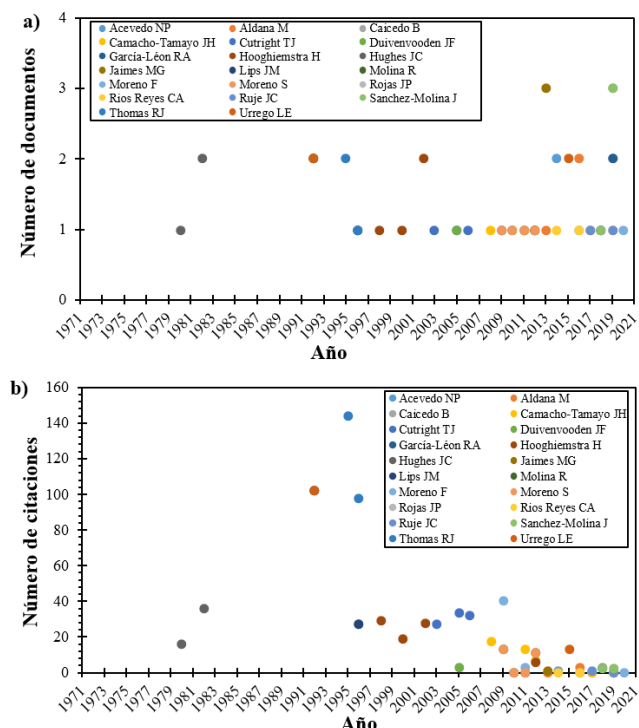 a)
4
3
2
1
0
Número de documentos
Acevedo NP Aldana M Caicedo B
Camacho-Tamayo JH Cutright TJ Duivenvooden JF
García-Léon RA Hooghiemstra H Hughes JC
Jaimes MG Lips JM Molina R
Moreno F Moreno S Rojas JP
Rios Reyes CA Ruje JC Sanchez-Molina J
Thomas RJ Urrego LE
1971 1973 1975 1977 1979 1981 1983 1985 1987 1989 1991 1993 1995 1997 1999 2001 2003 2005 2007 2009 2011 2013 2015 2017 2019 2021
Año
b)
160
140
120
100
80
60
40
20
0
Número de citaciones
Acevedo NP Aldana M
Caicedo B Camacho-Tamayo JH
Cutright TJ Duivenvooden JF
García-Léon RA Hooghiemstra H
Hughes JC Jaimes MG
Lips JM Molina R
Moreno F Moreno S
Rojas JP Rios Reyes CA
Ruje JC Sanchez-Molina J
Thomas RJ Urrego LE
1971 1973 1975 1977 1979 1981 1983 1985 1987 1989 1991 1993 1995 1997 1999 2001 2003 2005 2007 2009 2011 2013 2015 2017 2019 2021
Año